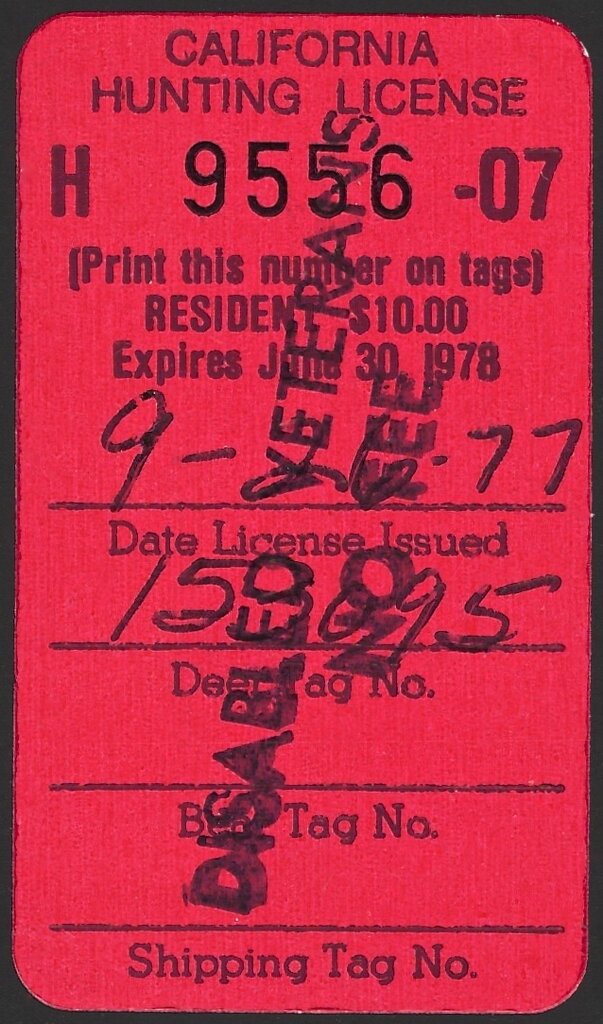 CALIFORNIA
HUNTING LICENSE
H 9556 -07
(Print this number on tags)
RESIDENT $10.00
Expires June 30, 1978
9-26-77
Date License Issued
Deer Tag No.
Bear Tag No.
Shipping Tag No.
DISABLED VETERANS
NO FEE